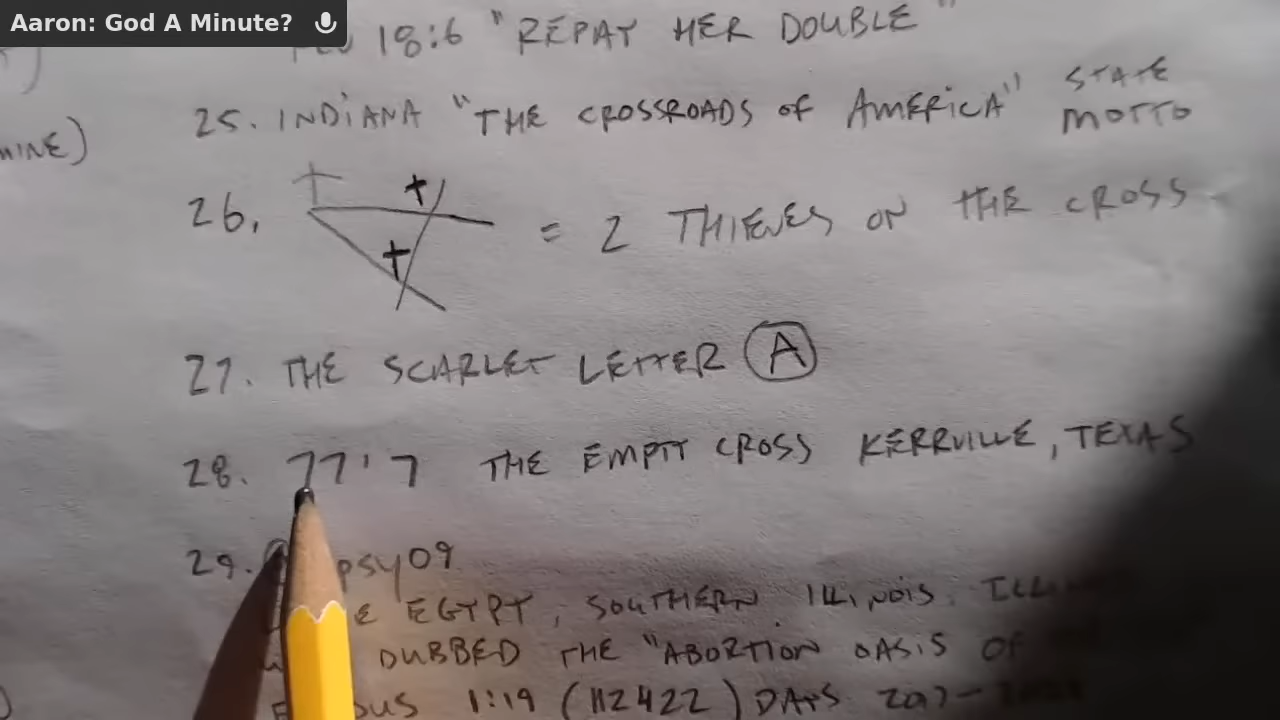 Aaron: God A Minute?
18:6 "REPAY HER DOUBLE"
25. INDIANA "THE CROSSROADS OF AMERICA" STATE MOTTO
26. = 2 THIEVES ON THE CROSS
27. THE SCARLET LETTER A
28. 77'7 THE EMPTY CROSS KERRVILLE, TEXAS
29.
EGYPT, SOUTHERN ILLINOIS.
DUBBED THE "ABORTION OASIS OF
1:19 (112422) DAYS